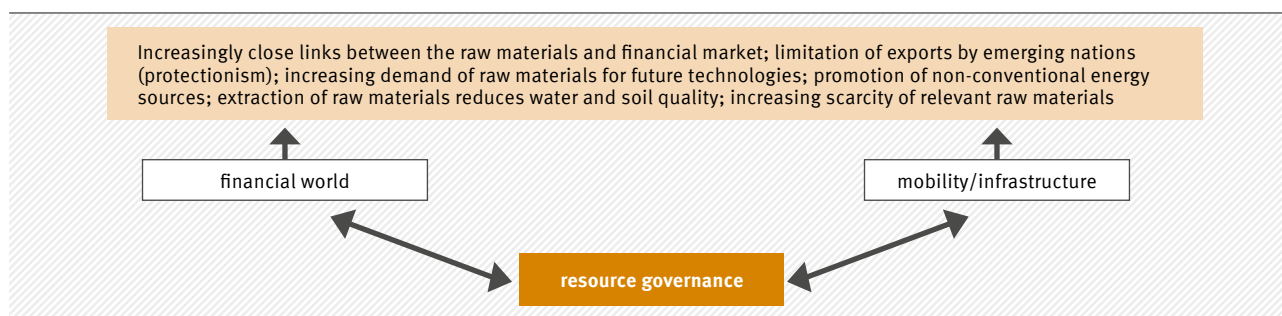 Increasingly close links between the raw materials and financial market; limitation of exports by emerging nations
(protectionism); increasing demand of raw materials for future technologies; promotion of non-conventional energy
sources; extraction of raw materials reduces water and soil quality; increasing scarcity of relevant raw materials
financial world
mobility/infrastructure
resource governance